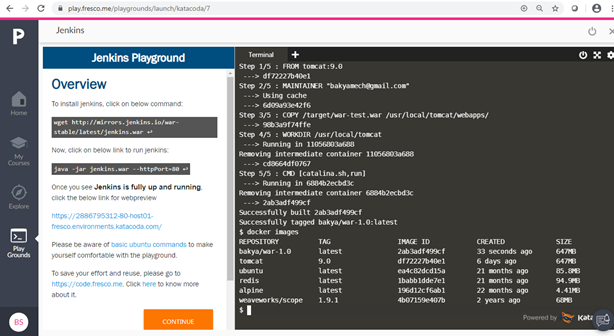 play.fresco.me/playgrounds/launch/katacoda/7
P
Jenkins
Home
My
Courses
Explore
Play
Grounds
BS
Jenkins Playground
Overview
To install jenkins, click on below command:
wget http://mirrors.jenkins.io/war-
stable/latest/jenkins.war ↵
Now, click on below link to run jenkins:
java -jar jenkins.war --httpPort=80 ↵
Once you see Jenkins is fully up and running,
click the below link for webpreview
https://2886795312-80-host01-
fresco.environments.katacoda.com/
Please be aware of basic ubuntu commands to make
yourself comfortable with the playground.
To save your effort and reuse, please go to
https://code.fresco.me. Click here to know more
about it.
CONTINUE
Terminal +
Step 1/5 : FROM tomcat:9.0
---> df72227b40e1
Step 2/5 : MAINTAINER "bakyamech@gmail.com"
---> Using cache
---> 6d09a93e42f6
Step 3/5 : COPY /target/war-test.war /usr/local/tomcat/webapps/
---> 98b3a9f74ffe
Step 4/5 : WORKDIR /usr/local/tomcat
---> Running in 11056803a688
Removing intermediate container 11056803a688
---> cd8664df0767
Step 5/5 : CMD [catalina.sh,run]
---> Running in 6884b2ecbd3c
Removing intermediate container 6884b2ecbd3c
---> 2ab3adf499cf
Successfully built 2ab3adf499cf
Successfully tagged bakya/war-1.0:latest
$ docker images
REPOSITORY TAG IMAGE ID CREATED SIZE
bakya/war-1.0 latest 2ab3adf499cf 33 seconds ago 647MB
tomcat 9.0 df72227b40e1 6 days ago 647MB
ubuntu latest ea4c82dcd15a 21 months ago 85.8MB
redis latest 1babb1dde7e1 21 months ago 94.9MB
alpine latest 196d12cf6ab1 22 months ago 4.41MB
weaveworks/scope 1.9.1 4b07159e407b 2 years ago 68MB
$
Powered by